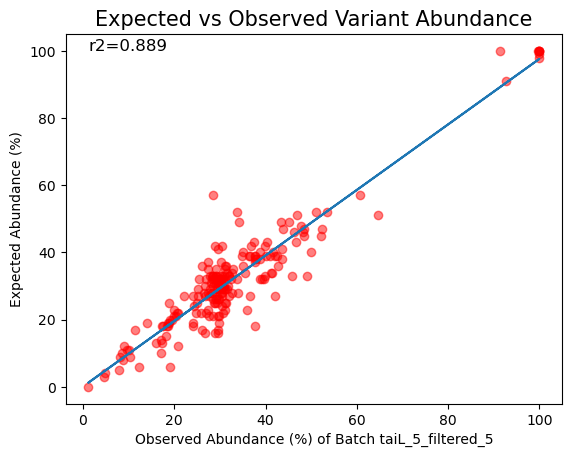 Expected vs Observed Variant Abundance
r2=0.889
Expected Abundance (%)
100
80
60
40
20
0
0 20 40 60 80 100
Observed Abundance (%) of Batch taiL_5_filtered_5